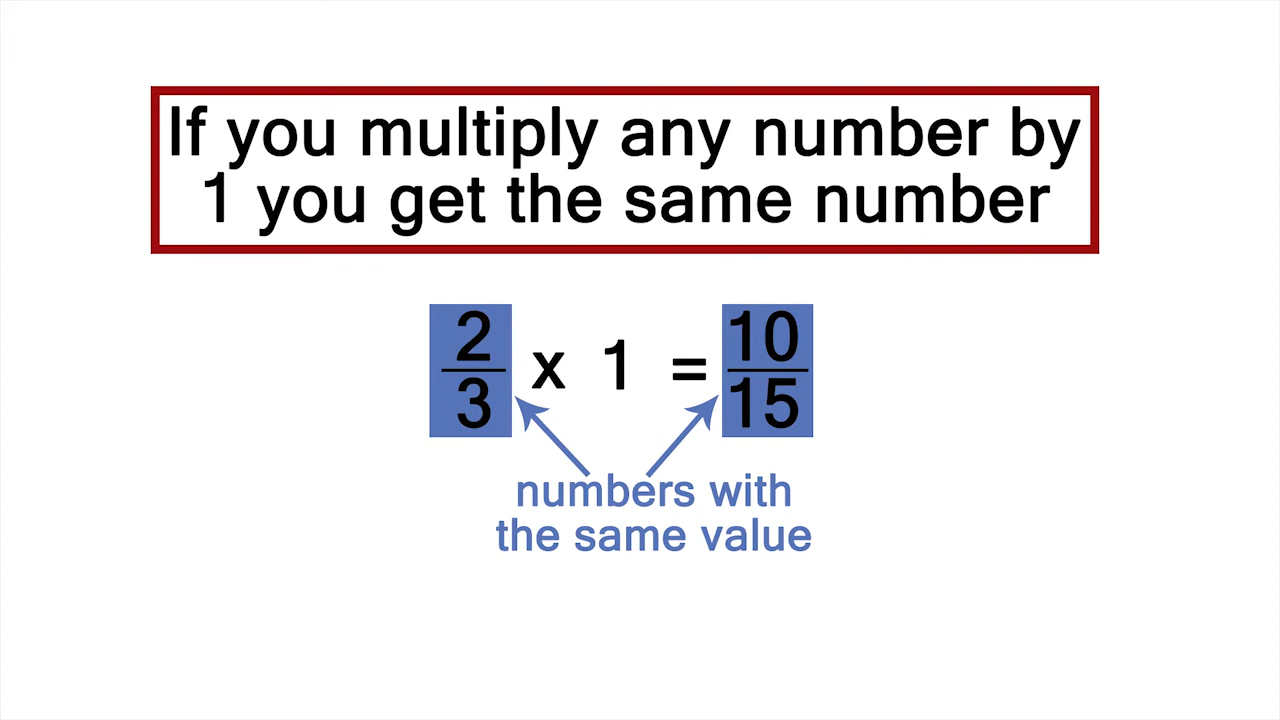 If you multiply any number by
1 you get the same number
2/3 x 1 = 10/15
numbers with
the same value